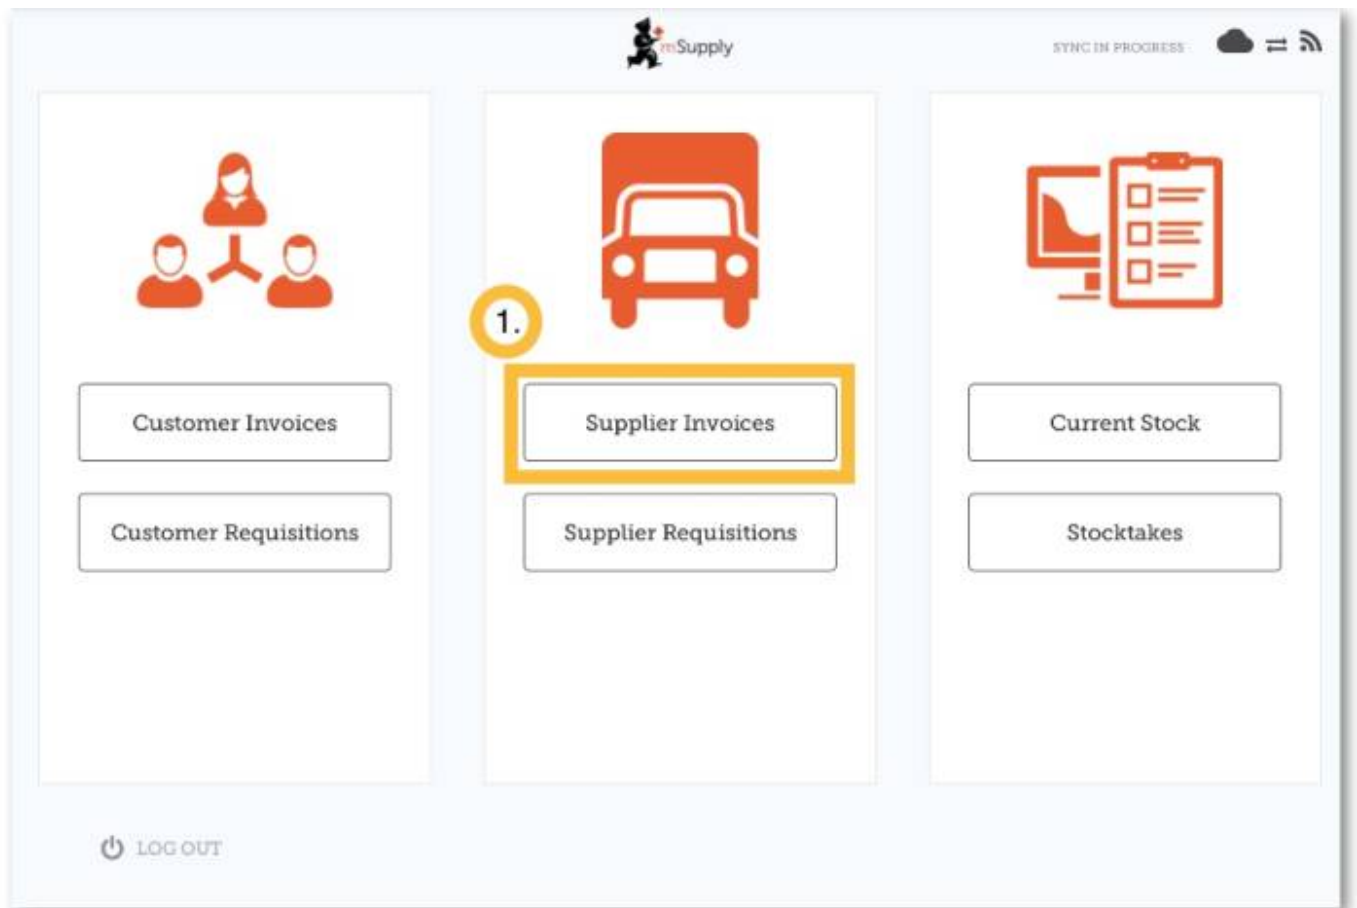 mSupply
SYNC IN PROGRESS
1.
Customer Invoices
Supplier Invoices
Current Stock
Customer Requisitions
Supplier Requisitions
Stocktakes
LOG OUT